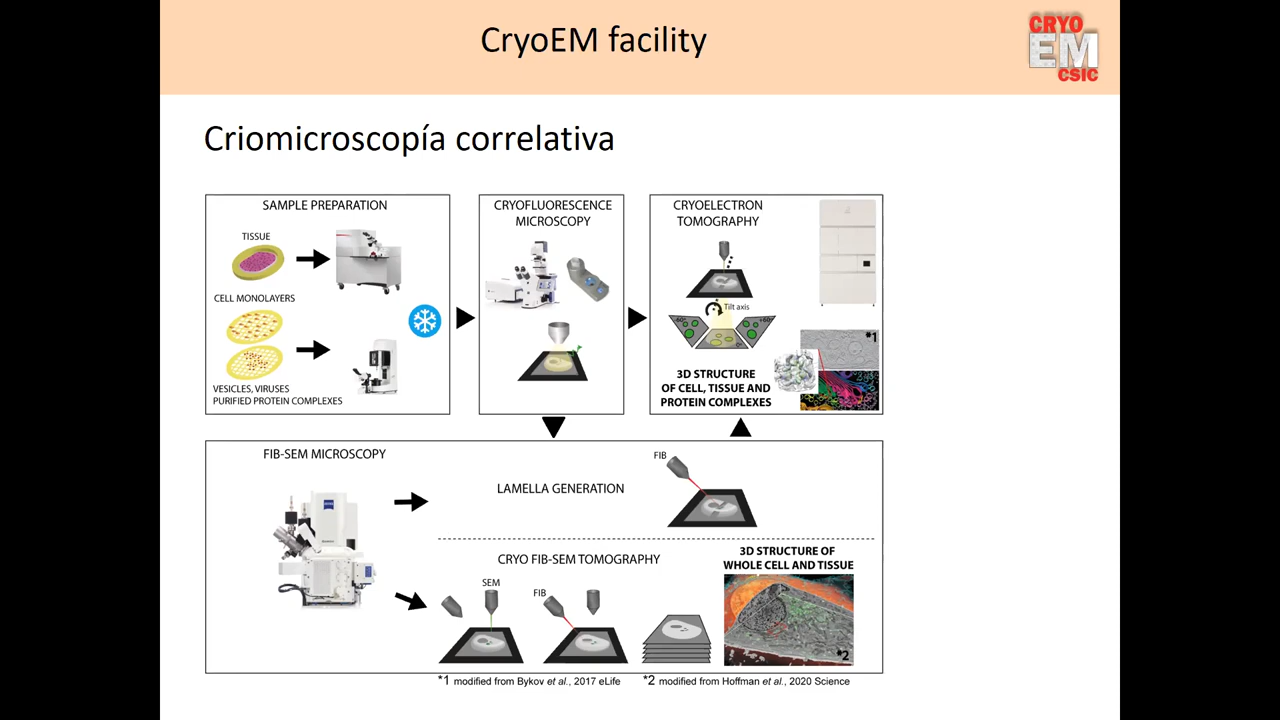 CryoEM facility
CRYO
EM
CSIC
Criomicroscopía correlativa
SAMPLE PREPARATION
TISSUE
CELL MONOLAYERS
VESICLES, VIRUSES
PURIFIED PROTEIN COMPLEXES
CRYOFLUORESCENCE
MICROSCOPY
CRYOELECTRON
TOMOGRAPHY
Tilt axis
-60°
+60°
*1
3D STRUCTURE
OF CELL, TISSUE AND
PROTEIN COMPLEXES
FIB-SEM MICROSCOPY
ZEISS
FIB
LAMELLA GENERATION
CRYO FIB-SEM TOMOGRAPHY
SEM
FIB
3D STRUCTURE OF
WHOLE CELL AND TISSUE
*2
*1 modified from Bykov et al., 2017 eLife
*2 modified from Hoffman et al., 2020 Science